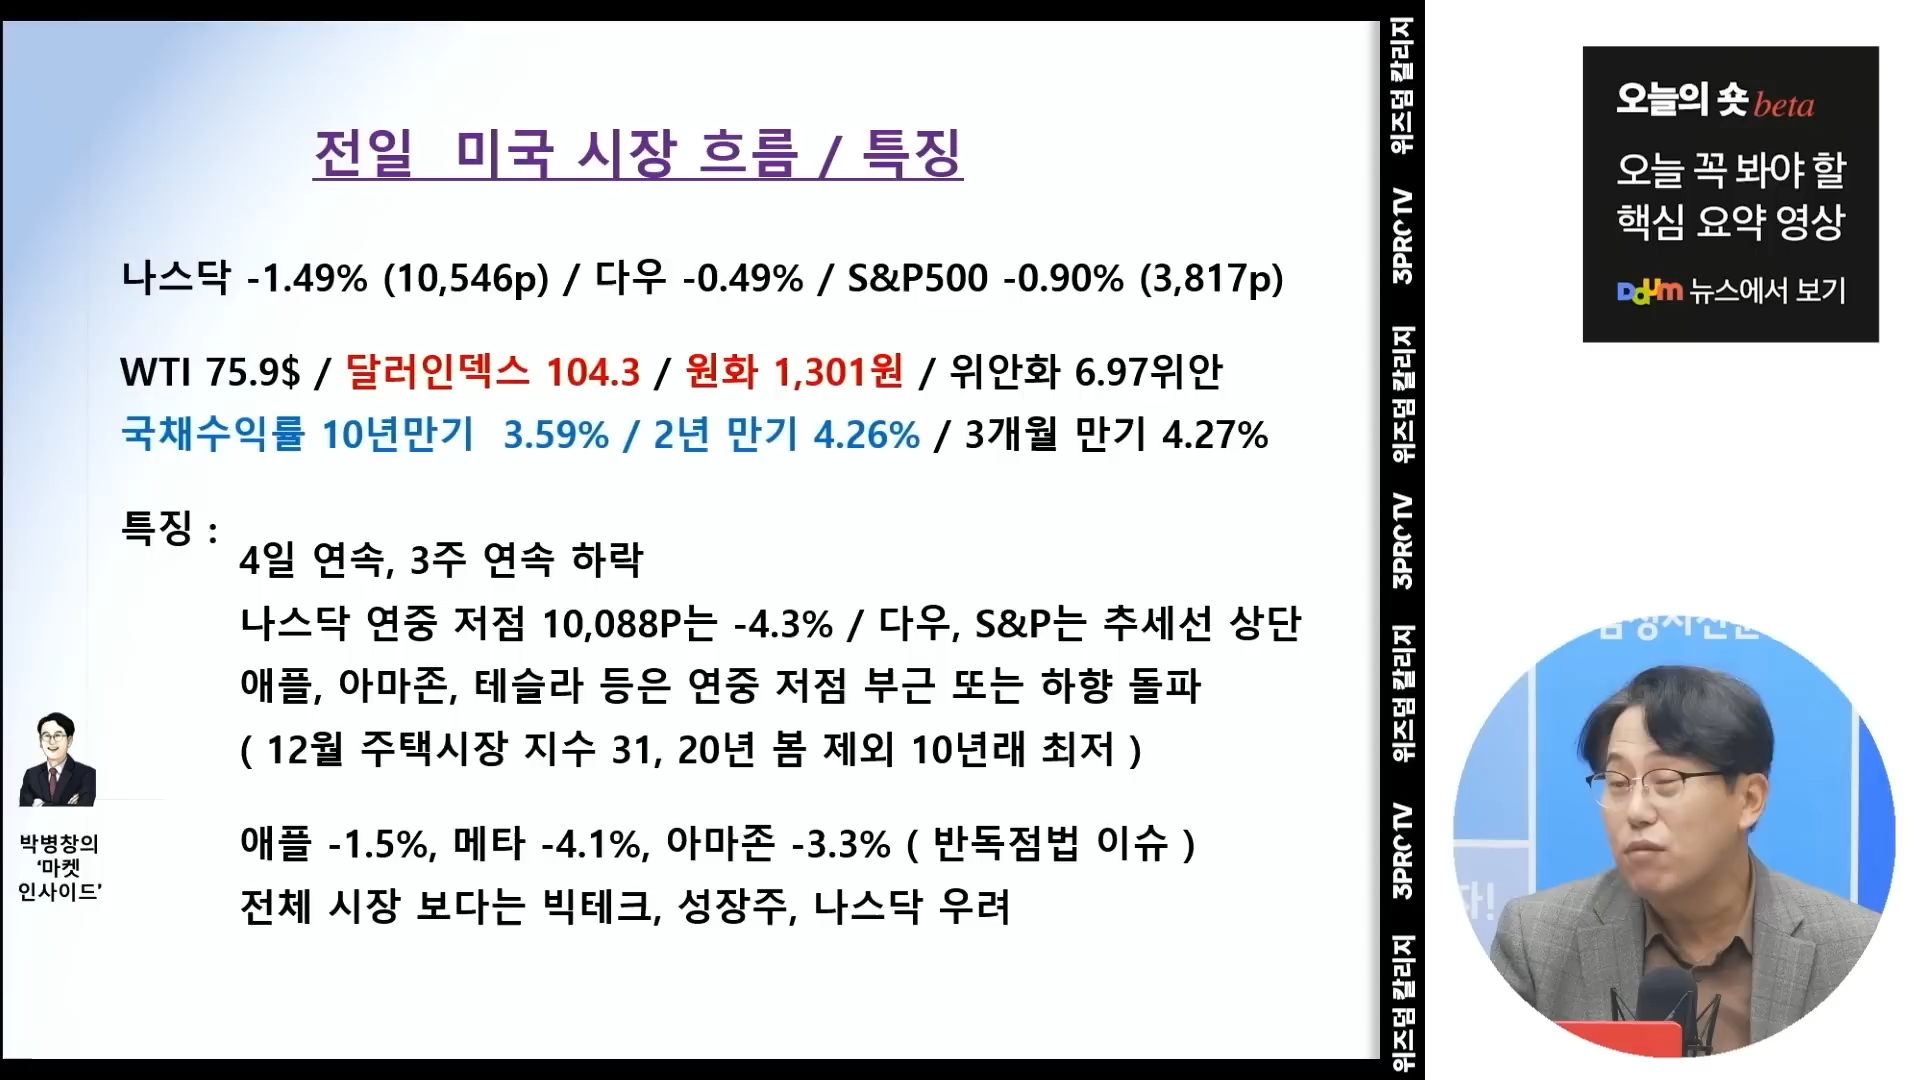 전일 미국 시장 흐름 / 특징
나스닥 -1.49% (10,546p) / 다우 -0.49% / S&P500 -0.90% (3,817p)
WTI 75.9$ / 달러인덱스 104.3 / 원화 1,301원 / 위안화 6.97위안
국채수익률 10년만기 3.59% / 2년 만기 4.26% / 3개월 만기 4.27%
특징 :
4일 연속, 3주 연속 하락
나스닥 연중 저점 10,088P는 -4.3% / 다우, S&P는 추세선 상단
애플, 아마존, 테슬라 등은 연중 저점 부근 또는 하향 돌파
( 12월 주택시장 지수 31, 20년 봄 제외 10년래 최저 )
애플 -1.5%, 메타 -4.1%, 아마존 -3.3% ( 반독점법 이슈 )
전체 시장 보다는 빅테크, 성장주, 나스닥 우려
박병창의
‘마켓
인사이드’
위즈덤 칼리지
3PROTV
위즈덤 칼리지
3PROTV
위즈덤 칼리지
3PROTV
위즈덤 칼리지
오늘의 숏 beta
오늘 꼭 봐야 할
핵심 요약 영상
Daum 뉴스에서 보기
자!